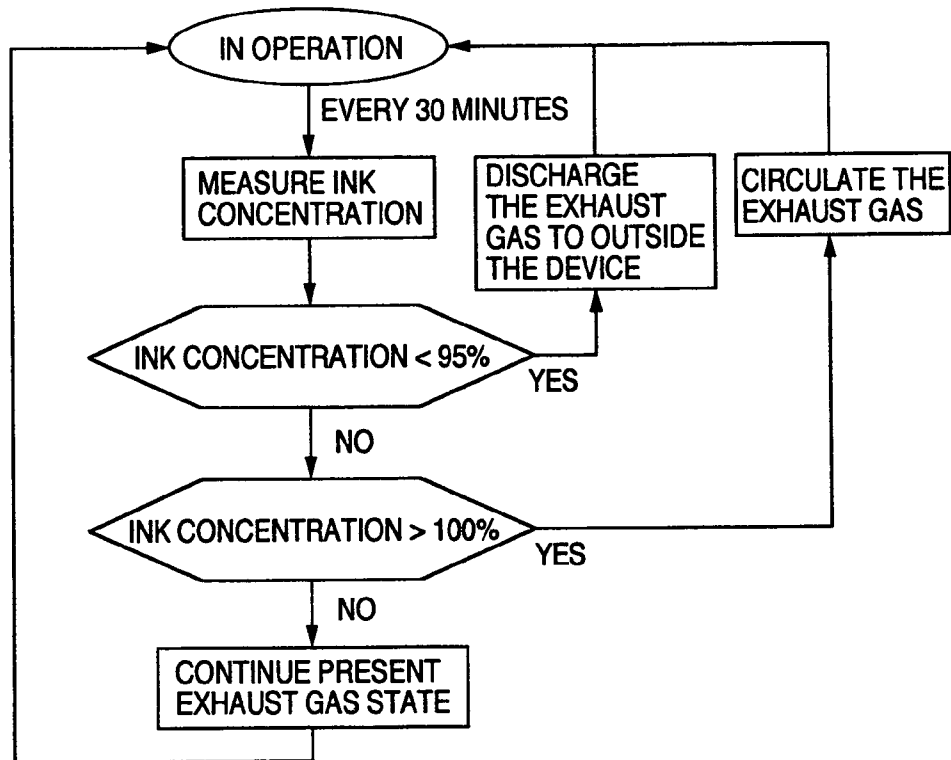 IN OPERATION
EVERY 30 MINUTES
MEASURE INK
CONCENTRATION
DISCHARGE
THE EXHAUST
GAS TO OUTSIDE
THE DEVICE
CIRCULATE THE
EXHAUST GAS
INK CONCENTRATION < 95%
YES
NO
INK CONCENTRATION > 100%
YES
NO
CONTINUE PRESENT
EXHAUST GAS STATE